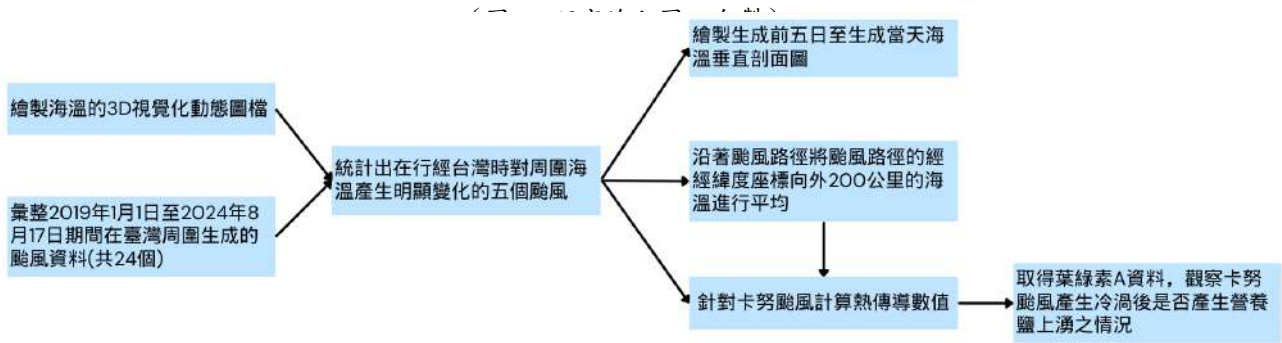 繪製海溫的3D視覺化動態圖檔
彙整2019年1月1日至2024年8
月17日期間在臺灣周圍生成的
颱風資料(共24個)
統計出在行經台灣時對周圍海
溫產生明顯變化的五個颱風
繪製生成前五日至生成當天海
溫垂直剖面圖
沿著颱風路徑將颱風路徑的經
經緯度座標向外200公里的海
溫進行平均
針對卡努颱風計算熱傳導數值
取得葉綠素A資料，觀察卡努
颱風產生冷渦後是否產生營養
鹽上湧之情況